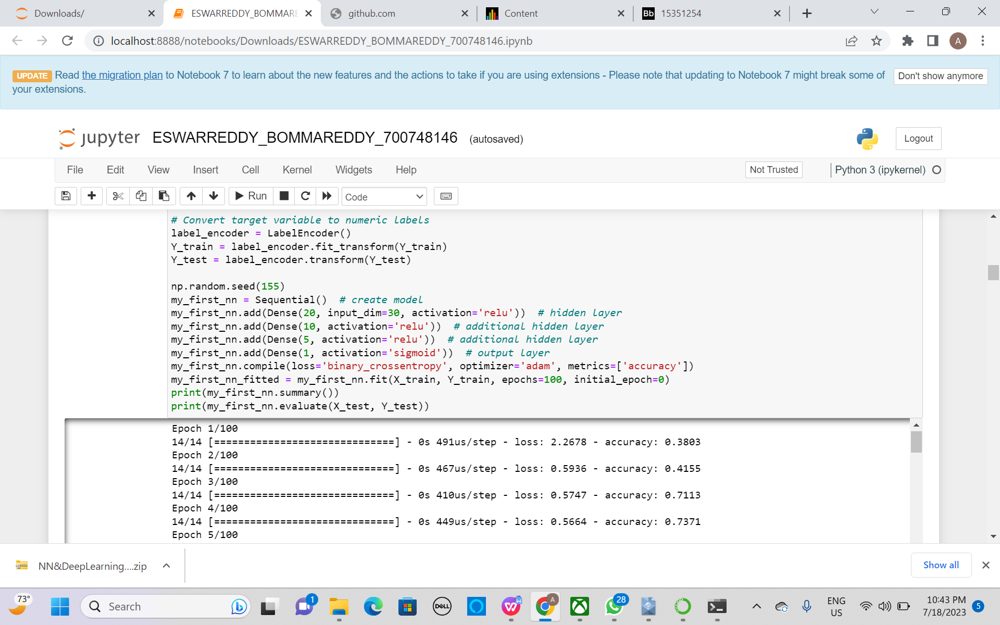 Downloads/
ESWARREDDY_BOMMARE
github.com
Content
Bb 15351254
localhost:8888/notebooks/Downloads/ESWARREDDY_BOMMAREDDY_700748146.ipynb
A
UPDATE Read the migration plan to Notebook 7 to learn about the new features and the actions to take if you are using extensions - Please note that updating to Notebook 7 might break some of
your extensions.
Don't show anymore
jupyter ESWARREDDY_BOMMAREDDY_700748146 (autosaved)
Logout
File Edit View Insert Cell Kernel Widgets Help
Not Trusted
Python 3 (ipykernel)
Run
Code
# Convert target variable to numeric labels
label_encoder = LabelEncoder()
Y_train = label_encoder.fit_transform(Y_train)
Y_test = label_encoder.transform(Y_test)
np.random.seed(155)
my_first_nn = Sequential()  # create model
my_first_nn.add(Dense(20, input_dim=30, activation='relu'))  # hidden layer
my_first_nn.add(Dense(10, activation='relu'))  # additional hidden layer
my_first_nn.add(Dense(5, activation='relu'))  # additional hidden layer
my_first_nn.add(Dense(1, activation='sigmoid'))  # output layer
my_first_nn.compile(loss='binary_crossentropy', optimizer='adam', metrics=['accuracy'])
my_first_nn_fitted = my_first_nn.fit(X_train, Y_train, epochs=100, initial_epoch=0)
print(my_first_nn.summary())
print(my_first_nn.evaluate(X_test, Y_test))
Epoch 1/100
14/14 [==============================] - 0s 491us/step - loss: 2.2678 - accuracy: 0.3803
Epoch 2/100
14/14 [==============================] - 0s 467us/step - loss: 0.5936 - accuracy: 0.4155
Epoch 3/100
14/14 [==============================] - 0s 410us/step - loss: 0.5747 - accuracy: 0.7113
Epoch 4/100
14/14 [==============================] - 0s 449us/step - loss: 0.5664 - accuracy: 0.7371
Epoch 5/100
NN&DeepLearning....zip
Show all
73°
Search
1
DELL
W
A
28
ENG
US
10:43 PM
7/18/2023
5